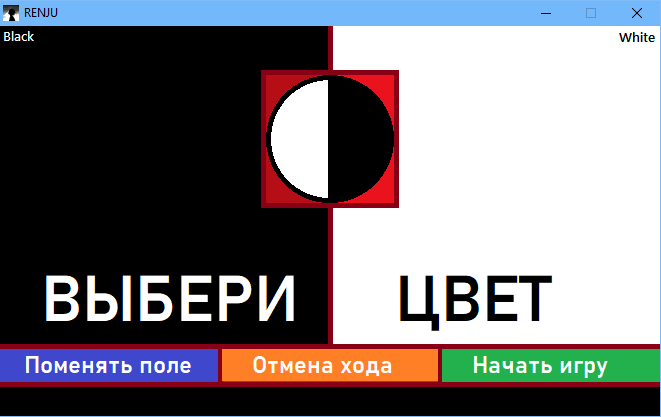 RENJU
Black
White
ВЫБЕРИ ЦВЕТ
Поменять поле
Отмена хода
Начать игру